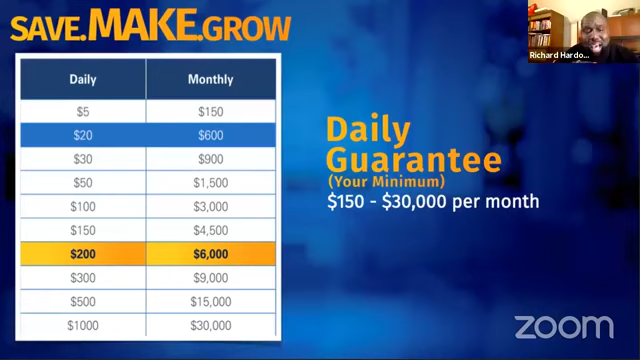 SAVE.MAKE.GROW
Richard Hardo...
Daily Monthly
$5 $150
$20 $600
$30 $900
$50 $1,500
$100 $3,000
$150 $4,500
$200 $6,000
$300 $9,000
$500 $15,000
$1000 $30,000
Daily
Guarantee
(Your Minimum)
$150 - $30,000 per month
zoom